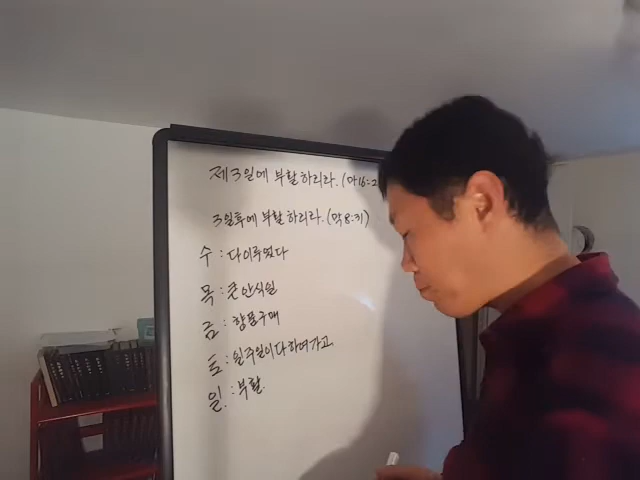 제3일에 부활하리라. (마16:2
3일후에 부활하리라. (막8:31)
수 : 다이루었다
목 : 큰안식일
금 : 향품구매
토 : 일주일이다하여가고
일. : 부활.